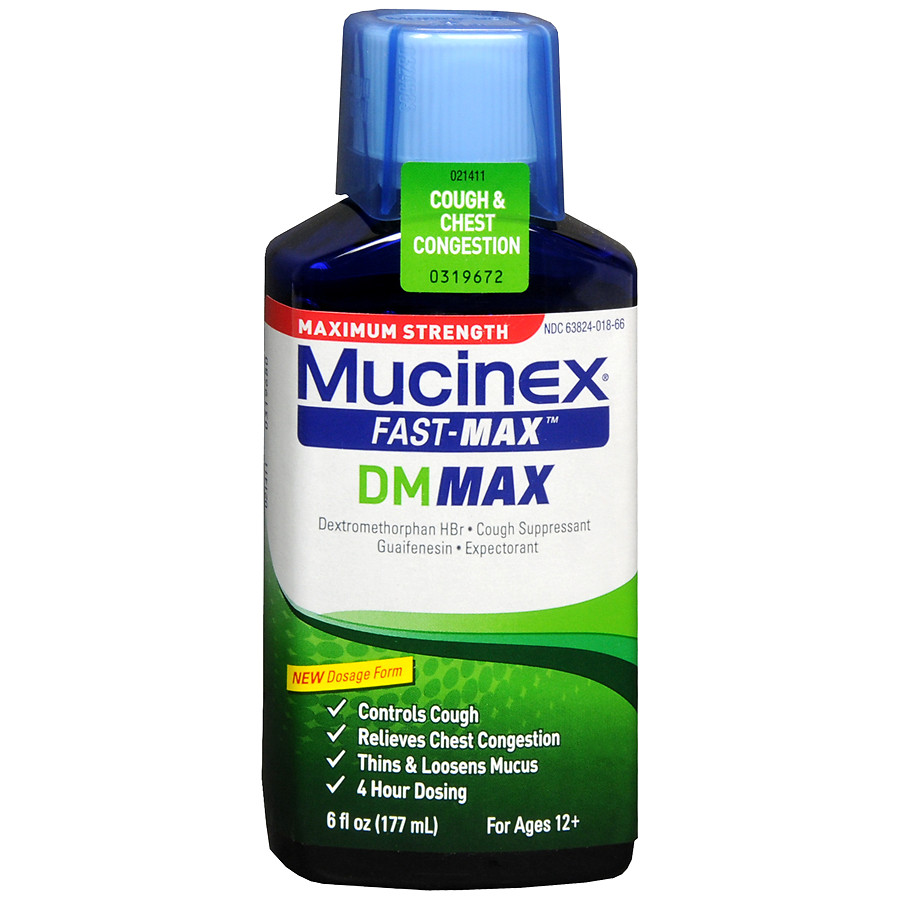 Mucinex
021411
COUGH &
CHEST
CONGESTION
0319672
MAXIMUM STRENGTH
NDC 63824-018-66
Mucinex®
FAST-MAX™
DM MAX
Dextromethorphan HBr • Cough Suppressant
Guaifenesin • Expectorant
NEW Dosage Form
✓ Controls Cough
✓ Relieves Chest Congestion
✓ Thins & Loosens Mucus
✓ 4 Hour Dosing
6 fl oz (177 mL) For Ages 12+